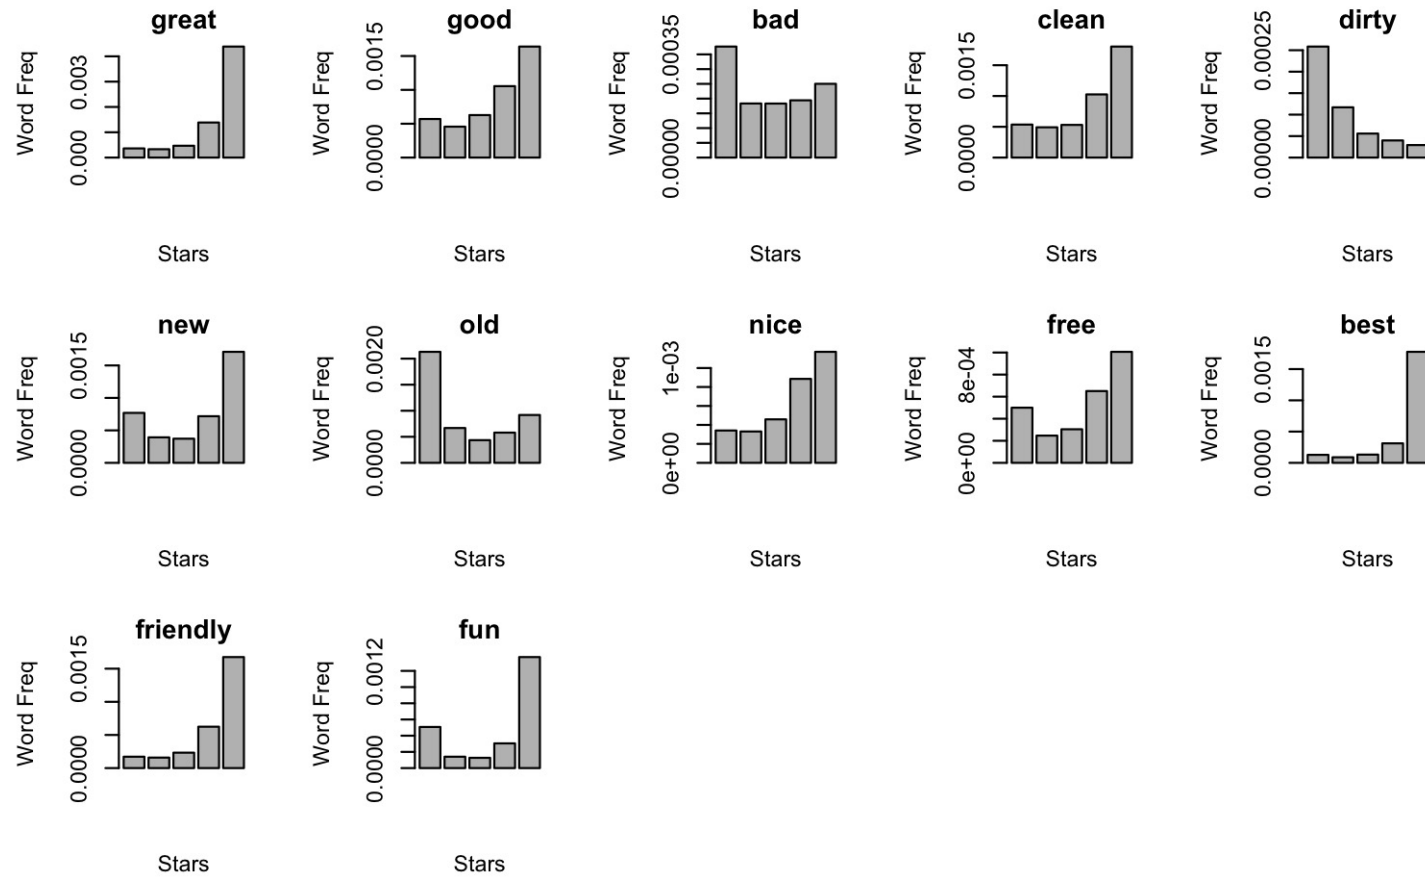 great
Word Freq
0.000 0.003
Stars
good
Word Freq
0.0000 0.0015
Stars
bad
Word Freq
0.00000 0.00035
Stars
clean
Word Freq
0.0000 0.0015
Stars
dirty
Word Freq
0.00000 0.00025
Stars
new
Word Freq
0.0000 0.0015
Stars
old
Word Freq
0.0000 0.0020
Stars
nice
Word Freq
0e+00 1e-03
Stars
free
Word Freq
0e+00 8e-04
Stars
best
Word Freq
0.0000 0.0015
Stars
friendly
Word Freq
0.0000 0.0015
Stars
fun
Word Freq
0.0000 0.0012
Stars